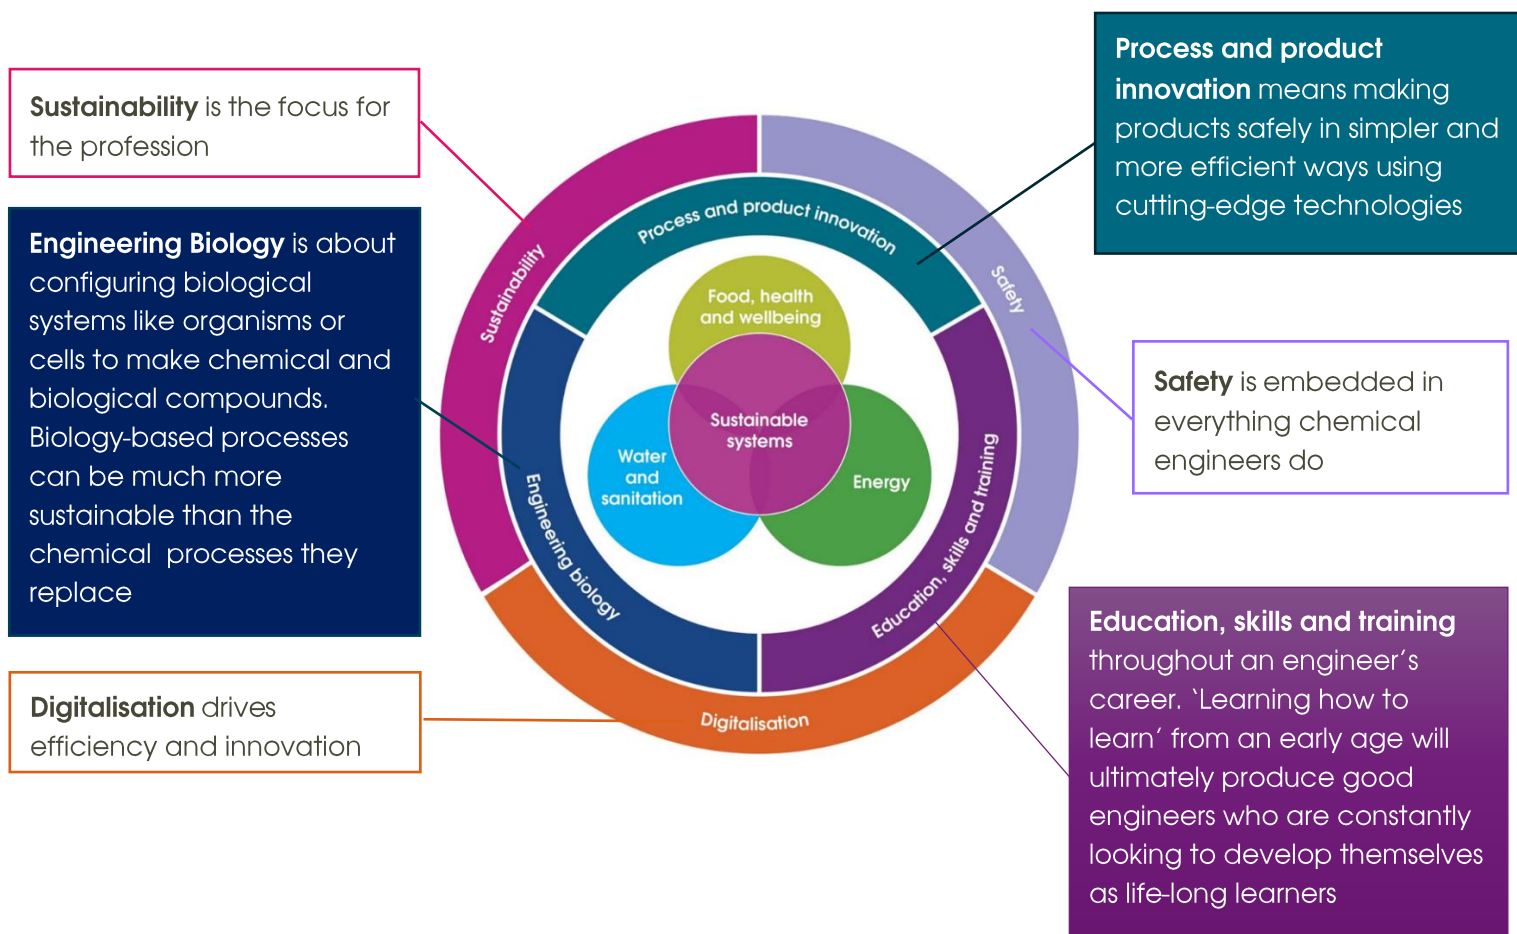 Sustainability is the focus for
the profession
Engineering Biology is about
configuring biological
systems like organisms or
cells to make chemical and
biological compounds.
Biology-based processes
can be much more
sustainable than the
chemical  processes they
replace
Digitalisation drives
efficiency and innovation
Sustainability
Safety
Digitalisation
Process and product innovation
Engineering biology
Education, skills and training
Food, health
and wellbeing
Sustainable
systems
Water
and
sanitation
Energy
Process and product
innovation means making
products safely in simpler and
more efficient ways using
cutting-edge technologies
Safety is embedded in
everything chemical
engineers do
Education, skills and training
throughout an engineer’s
career. ‘Learning how to
learn’ from an early age will
ultimately produce good
engineers who are constantly
looking to develop themselves
as life-long learners